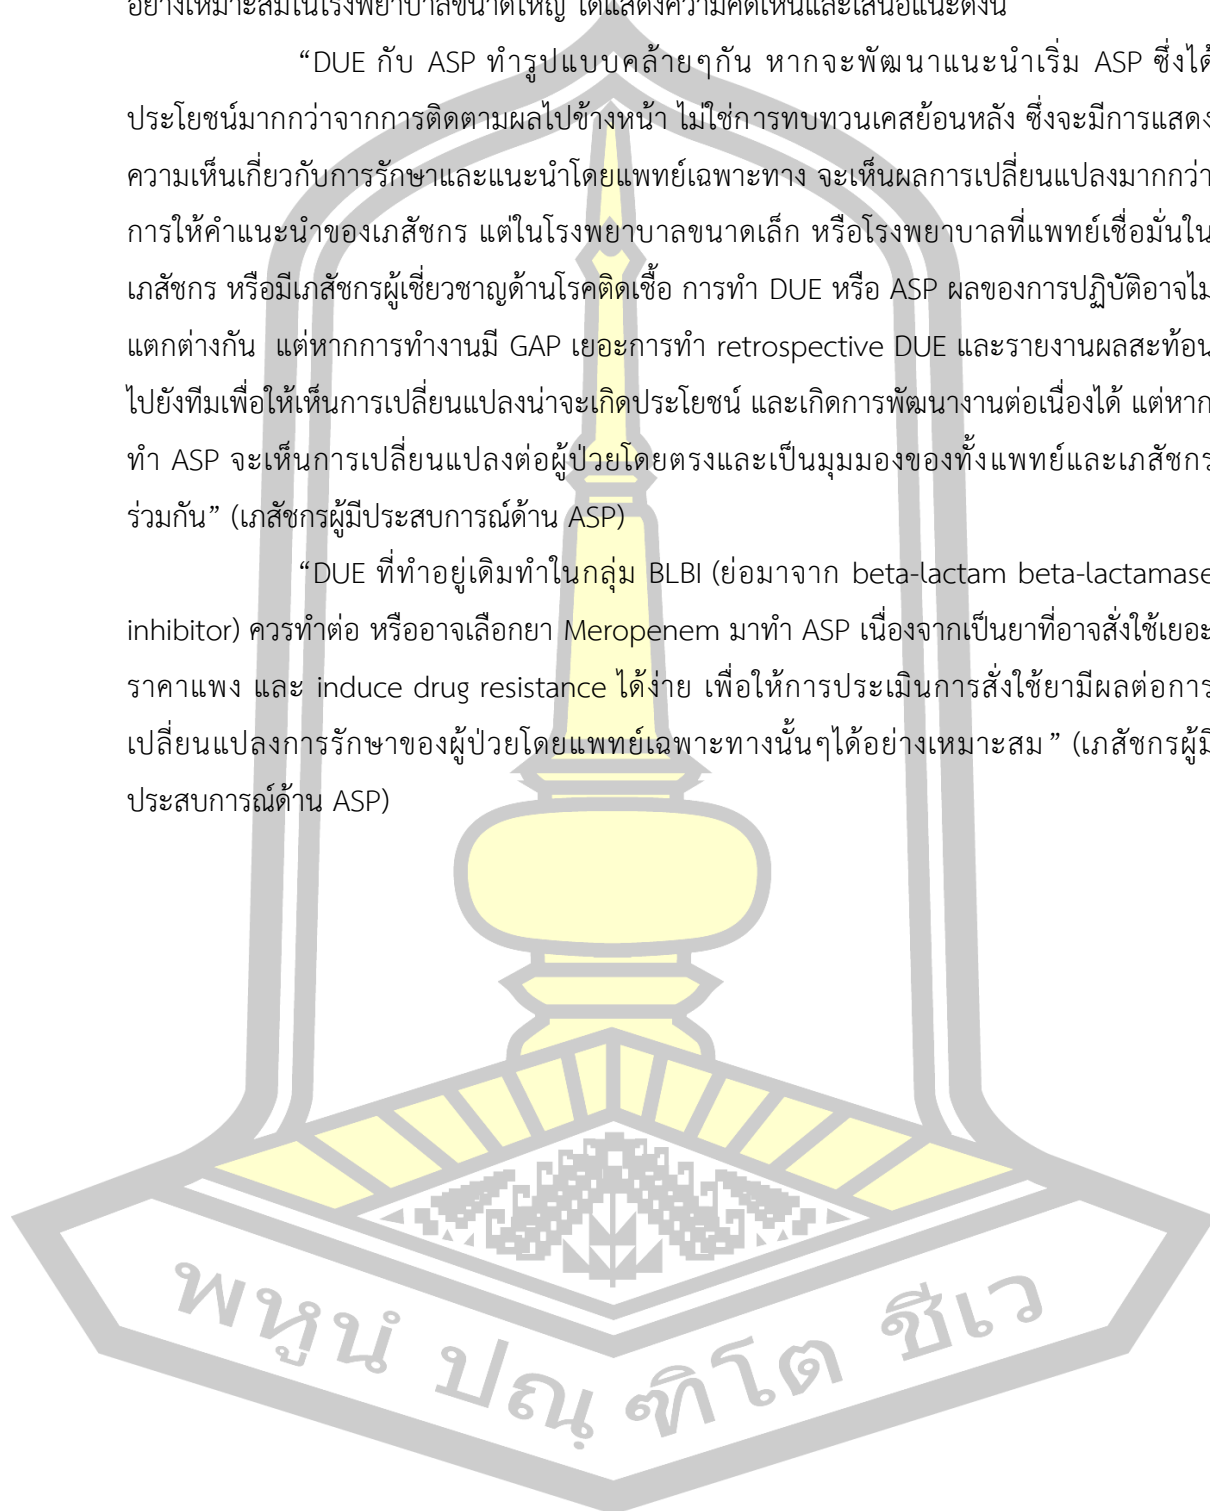 อย่างเหมาะสมในโรงพยาบาลขนาดใหญ่ ได้แสดงความคิดเห็นและเสนอแนะดังนี้
“DUE กับ ASP ทำรูปแบบคล้ายๆกัน หากจะพัฒนาแนะนำเริ่ม ASP ซึ่งได้
ประโยชน์มากกว่าจากการติดตามผลไปข้างหน้า ไม่ใช่การทบทวนเคสย้อนหลัง ซึ่งจะมีการแสดง
ความเห็นเกี่ยวกับการรักษาและแนะนำโดยแพทย์เฉพาะทาง จะเห็นผลการเปลี่ยนแปลงมากกว่า
การให้คำแนะนำของเภสัชกร แต่ในโรงพยาบาลขนาดเล็ก หรือโรงพยาบาลที่แพทย์เชื่อมั่นใน
เภสัชกร หรือมีเภสัชกรผู้เชี่ยวชาญด้านโรคติดเชื้อ การทำ DUE หรือ ASP ผลของการปฏิบัติอาจไม่
แตกต่างกัน แต่หากการทำงานมี GAP เยอะการทำ retrospective DUE และรายงานผลสะท้อน
ไปยังทีมเพื่อให้เห็นการเปลี่ยนแปลงน่าจะเกิดประโยชน์ และเกิดการพัฒนางานต่อเนื่องได้ แต่หาก
ทำ ASP จะเห็นการเปลี่ยนแปลงต่อผู้ป่วยโดยตรงและเป็นมุมมองของทั้งแพทย์และเภสัชกร
ร่วมกัน” (เภสัชกรผู้มีประสบการณ์ด้าน ASP)
“DUE ที่ทำอยู่เดิมทำในกลุ่ม BLBI (ย่อมาจาก beta-lactam beta-lactamase
inhibitor) ควรทำต่อ หรืออาจเลือกยา Meropenem มาทำ ASP เนื่องจากเป็นยาที่อาจสั่งใช้เยอะ
ราคาแพง และ induce drug resistance ได้ง่าย เพื่อให้การประเมินการสั่งใช้ยามีผลต่อการ
เปลี่ยนแปลงการรักษาของผู้ป่วยโดยแพทย์เฉพาะทางนั้นๆได้อย่างเหมาะสม” (เภสัชกรผู้มี
ประสบการณ์ด้าน ASP)
พหูนํ ปณฺฑิโต ชีเว